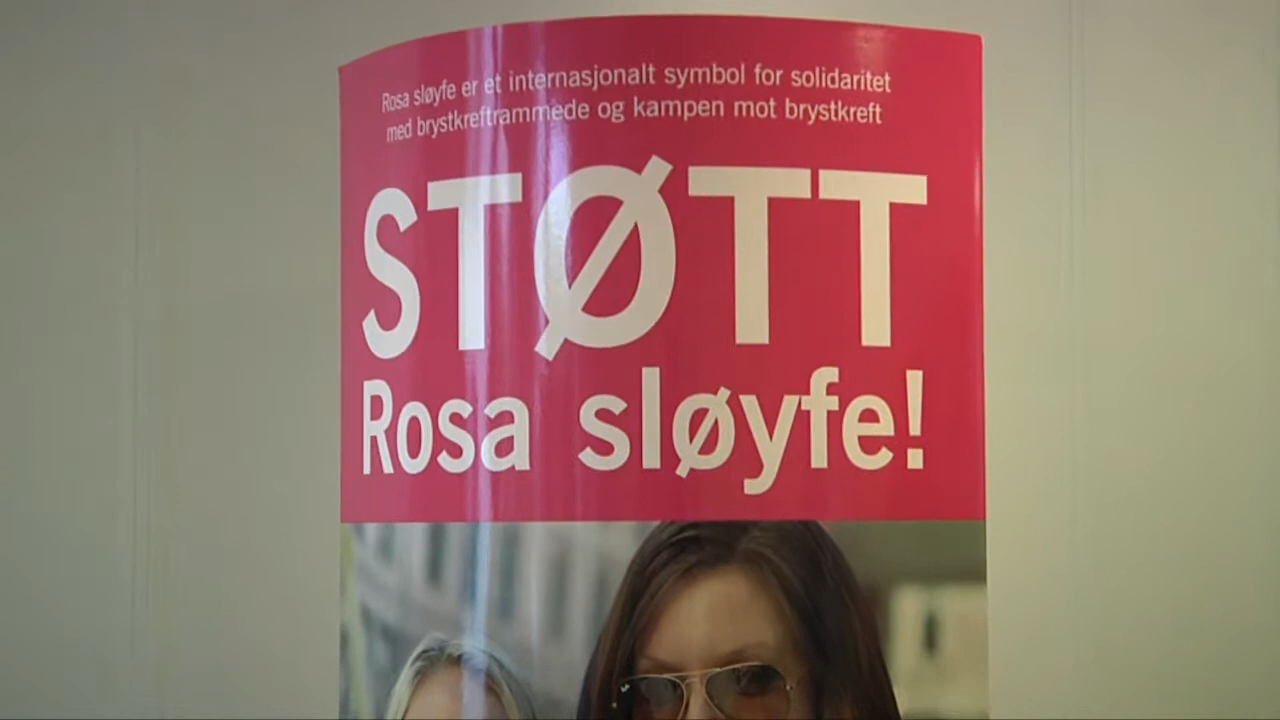 Rosa sløyfe er et internasjonalt symbol for solidaritet
med brystkreftrammede og kampen mot brystkreft
STØTT
Rosa sløyfe!